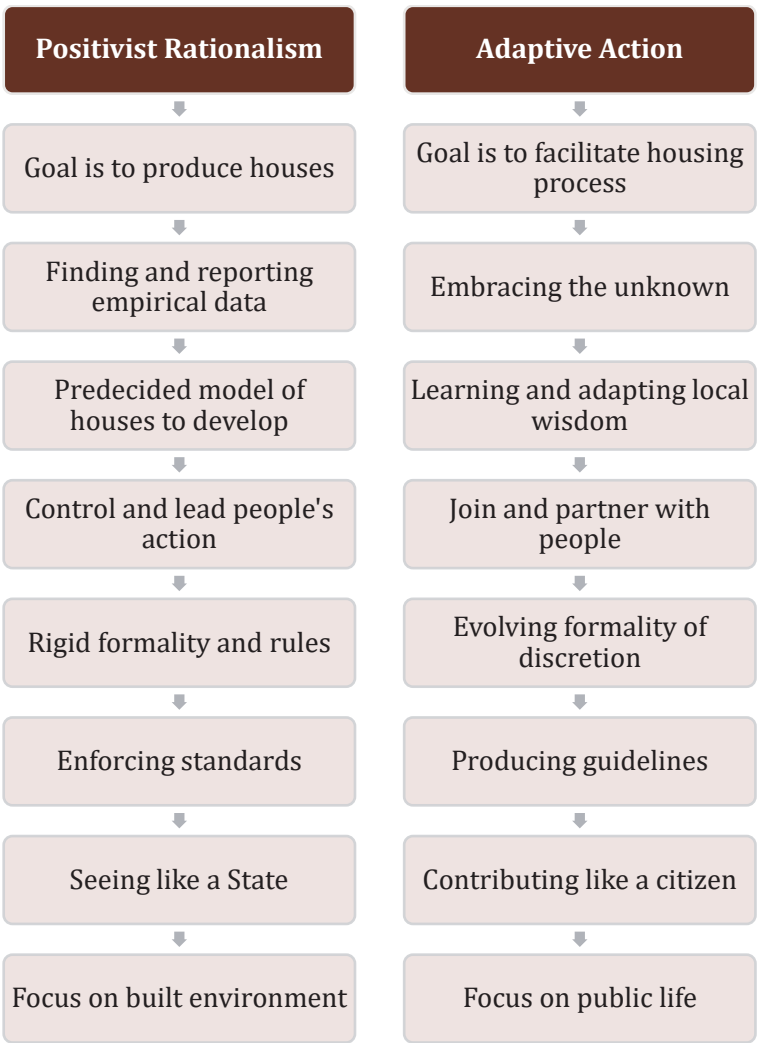 Positivist Rationalism
Goal is to produce houses
Finding and reporting
empirical data
Predecided model of
houses to develop
Control and lead people's
action
Rigid formality and rules
Enforcing standards
Seeing like a State
Focus on built environment
Adaptive Action
Goal is to facilitate housing
process
Embracing the unknown
Learning and adapting local
wisdom
Join and partner with
people
Evolving formality of
discretion
Producing guidelines
Contributing like a citizen
Focus on public life